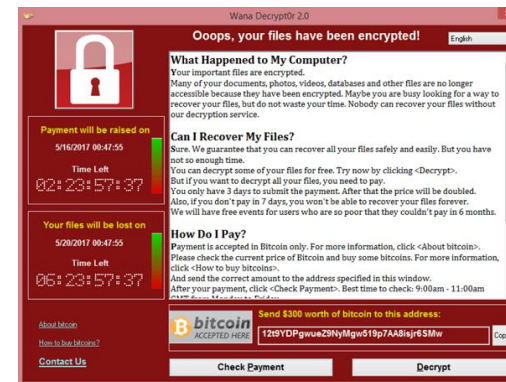 Wana Decrypt0r 2.0
Ooops, your files have been encrypted!
English
What Happened to My Computer?
Your important files are encrypted.
Many of your documents, photos, videos, databases and other files are no longer
accessible because they have been encrypted. Maybe you are busy looking for a way to
recover your files, but do not waste your time. Nobody can recover your files without
our decryption service.
Can I Recover My Files?
Sure. We guarantee that you can recover all your files safely and easily. But you have
not so enough time.
You can decrypt some of your files for free. Try now by clicking <Decrypt>.
But if you want to decrypt all your files, you need to pay.
You only have 3 days to submit the payment. After that the price will be doubled.
Also, if you don't pay in 7 days, you won't be able to recover your files forever.
We will have free events for users who are so poor that they couldn't pay in 6 months.
How Do I Pay?
Payment is accepted in Bitcoin only. For more information, click <About bitcoin>.
Please check the current price of Bitcoin and buy some bitcoins. For more information,
click <How to buy bitcoins>.
And send the correct amount to the address specified in this window.
After your payment, click <Check Payment>. Best time to check: 9:00am - 11:00am
GMT from Monday to Friday.
Payment will be raised on
5/16/2017 00:47:55
Time Left
02:23:57:37
Your files will be lost on
5/20/2017 00:47:55
Time Left
06:23:57:37
About bitcoin
How to buy bitcoins?
Contact Us
bitcoin
ACCEPTED HERE
Send $300 worth of bitcoin to this address:
12t9YDPgwueZ9NyMgw519p7AA8isjr6SMw
Cop
Check Payment
Decrypt